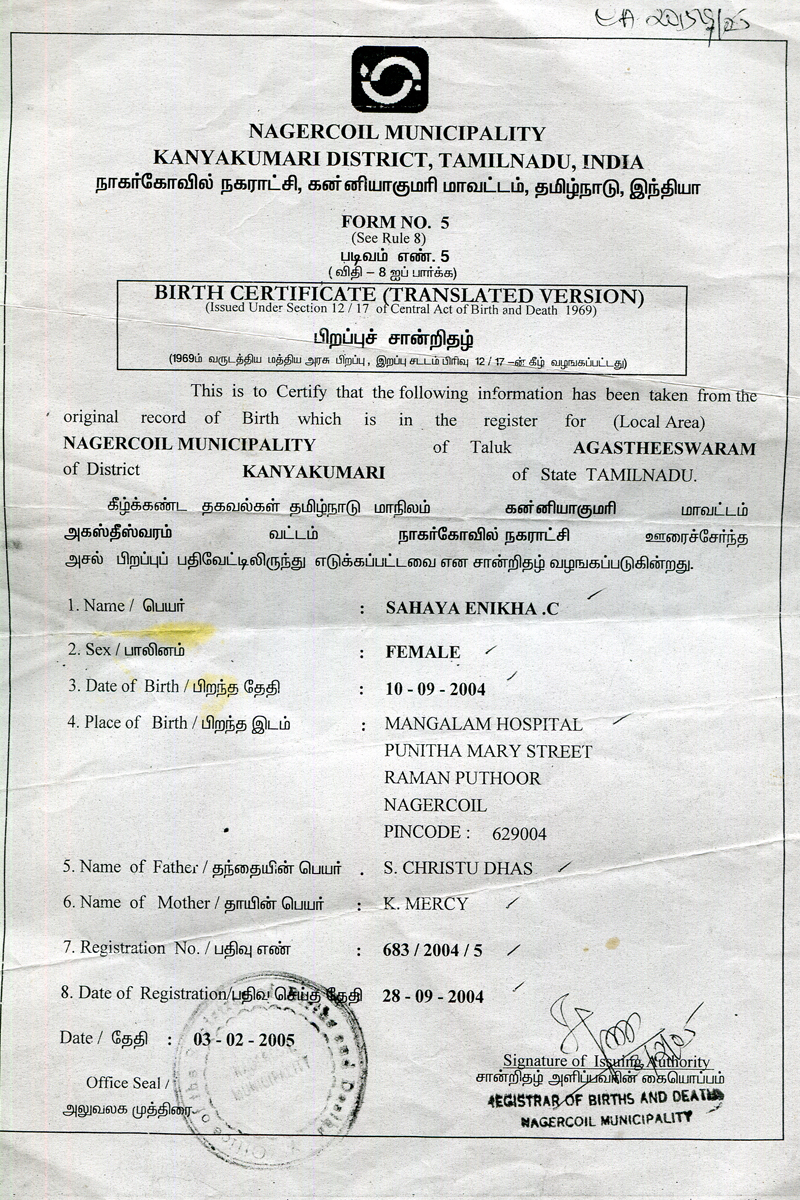 NAGERCOIL MUNICIPALITY
KANYAKUMARI DISTRICT, TAMILNADU, INDIA
நாகர்கோவில் நகராட்சி, கன்னியாகுமரி மாவட்டம், தமிழ்நாடு, இந்தியா
FORM NO. 5
(See Rule 8)
படிவம் எண். 5
( விதி – 8 ஐப் பார்க்க)
BIRTH CERTIFICATE (TRANSLATED VERSION)
(Issued Under Section 12 / 17 of Central Act of Birth and Death 1969)
பிறப்புச் சான்றிதழ்
(1969ம் வருடத்திய மத்திய அரசு பிறப்பு, இறப்பு சட்டம் பிரிவு 12 / 17 –ன் கீழ் வழங்கப்பட்டது)
This is to Certify that the following information has been taken from the
original record of Birth which is in the register for (Local Area)
NAGERCOIL MUNICIPALITY of Taluk AGASTHEESWARAM
of District KANYAKUMARI of State TAMILNADU.
கீழ்க்கண்ட தகவல்கள் தமிழ்நாடு மாநிலம் கன்னியாகுமரி மாவட்டம்
அகஸ்தீஸ்வரம் வட்டம் நாகர்கோவில் நகராட்சி ஊரைச்சேர்ந்த
அசல் பிறப்புப் பதிவேட்டிலிருந்து எடுக்கப்பட்டவை என சான்றிதழ் வழங்கப்படுகின்றது.
1. Name / பெயர் : SAHAYA ENIKHA .C
2. Sex / பாலினம் : FEMALE
3. Date of Birth / பிறந்த தேதி : 10 - 09 - 2004
4. Place of Birth / பிறந்த இடம் : MANGALAM HOSPITAL
PUNITHA MARY STREET
RAMAN PUTHOOR
NAGERCOIL
PINCODE : 629004
5. Name of Father / தந்தையின் பெயர் . S. CHRISTU DHAS
6. Name of Mother / தாயின் பெயர் : K. MERCY
7. Registration No. / பதிவு எண் : 683 / 2004 / 5
8. Date of Registration/பதிவ செய்த தேதி 28 - 09 - 2004
Date / தேதி : 03 - 02 - 2005
Signature of Issuing Authority
Office Seal /
சான்றிதழ் அளிப்பவரின் கையொப்பம்
அலுவலக முத்திரை
REGISTRAR OF BIRTHS AND DEATHS
NAGERCOIL MUNICIPALITY